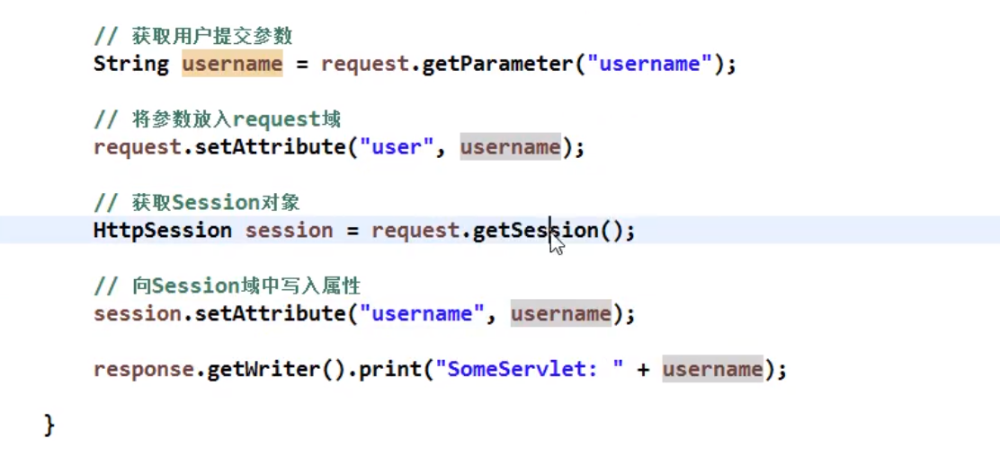 // 获取用户提交参数
String username = request.getParameter("username");
// 将参数放入request域
request.setAttribute("user", username);
// 获取Session对象
HttpSession session = request.getSession();
// 向Session域中写入属性
session.setAttribute("username", username);
response.getWriter().print("SomeServlet: " + username);
}